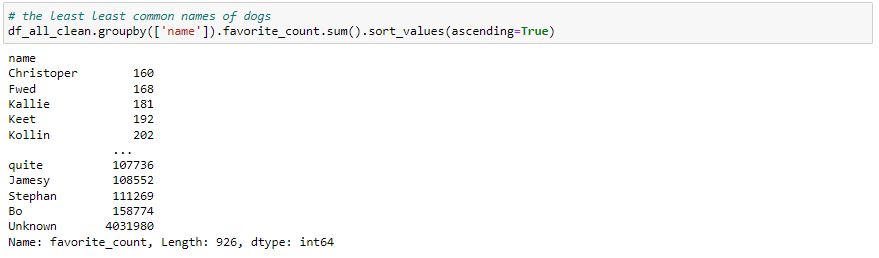 # the least least common names of dogs
df_all_clean.groupby(['name']).favorite_count.sum().sort_values(ascending=True)
name
Christoper 160
Fwed 168
Kallie 181
Keet 192
Kollin 202
...
quite 107736
Jamesy 108552
Stephan 111269
Bo 158774
Unknown 4031980
Name: favorite_count, Length: 926, dtype: int64